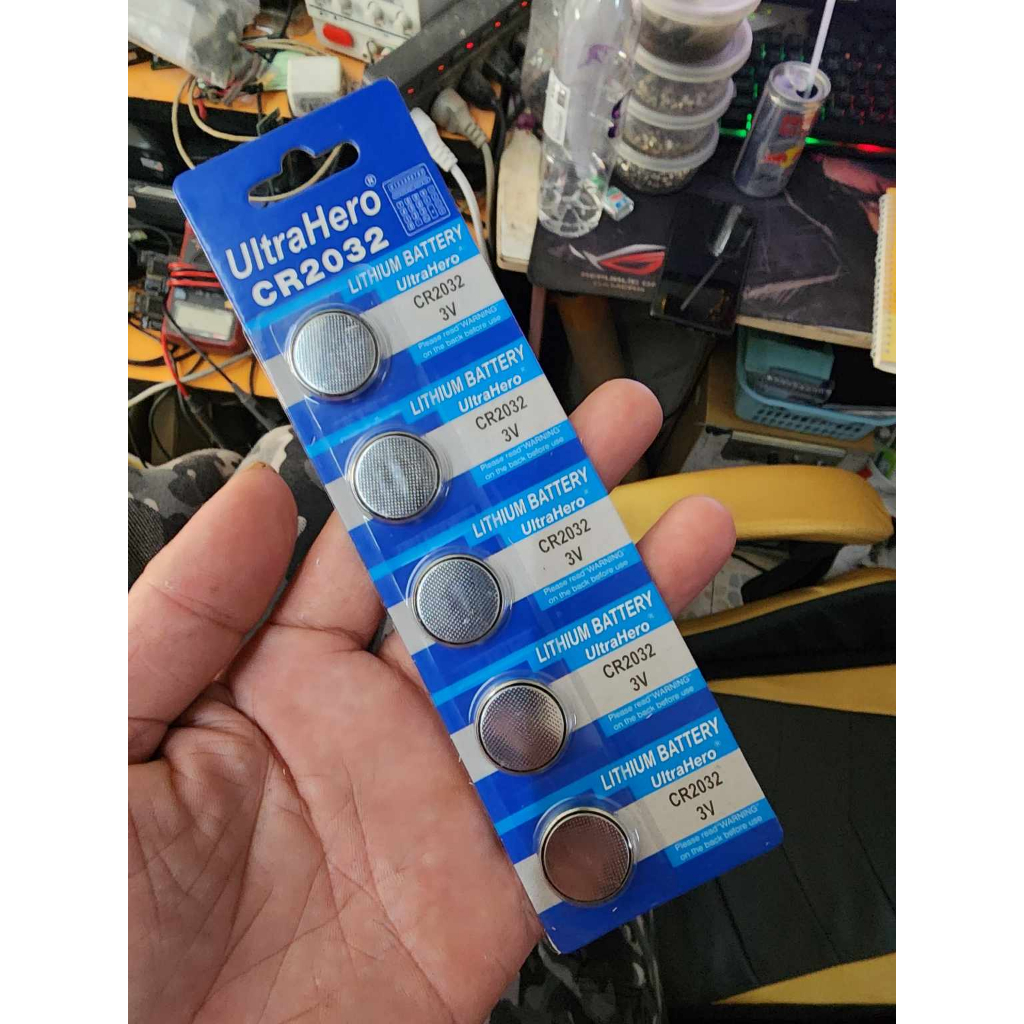 UltraHero®
CR2032
LITHIUM BATTERY
UltraHero®
CR2032
3V
Please read"WARNING"
on the back before use
LITHIUM BATTERY
UltraHero®
CR2032
3V
Please read"WARNING"
on the back before use
LITHIUM BATTERY
UltraHero®
CR2032
3V
Please read"WARNING"
on the back before use
LITHIUM BATTERY
UltraHero®
CR2032
3V
Please read"WARNING"
on the back before use
LITHIUM BATTERY
UltraHero®
CR2032
3V
Please read"WARNING"
on the back before use
REPUBLIC OF
GAMERS